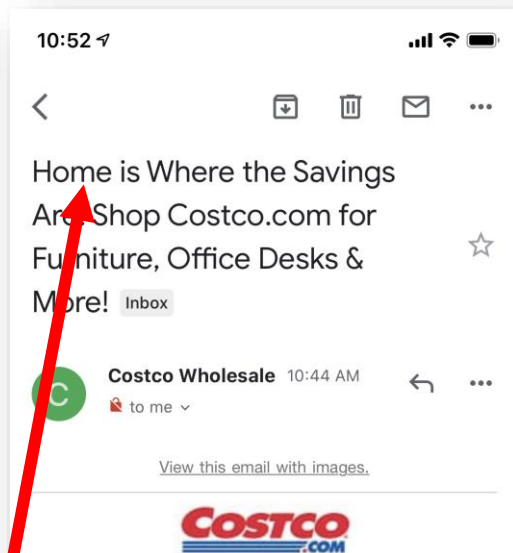 10:52
Home is Where the Savings
Are! Shop Costco.com for
Furniture, Office Desks &
More! Inbox
C
Costco Wholesale 10:44 AM
to me
View this email with images.
COSTCO
.COM